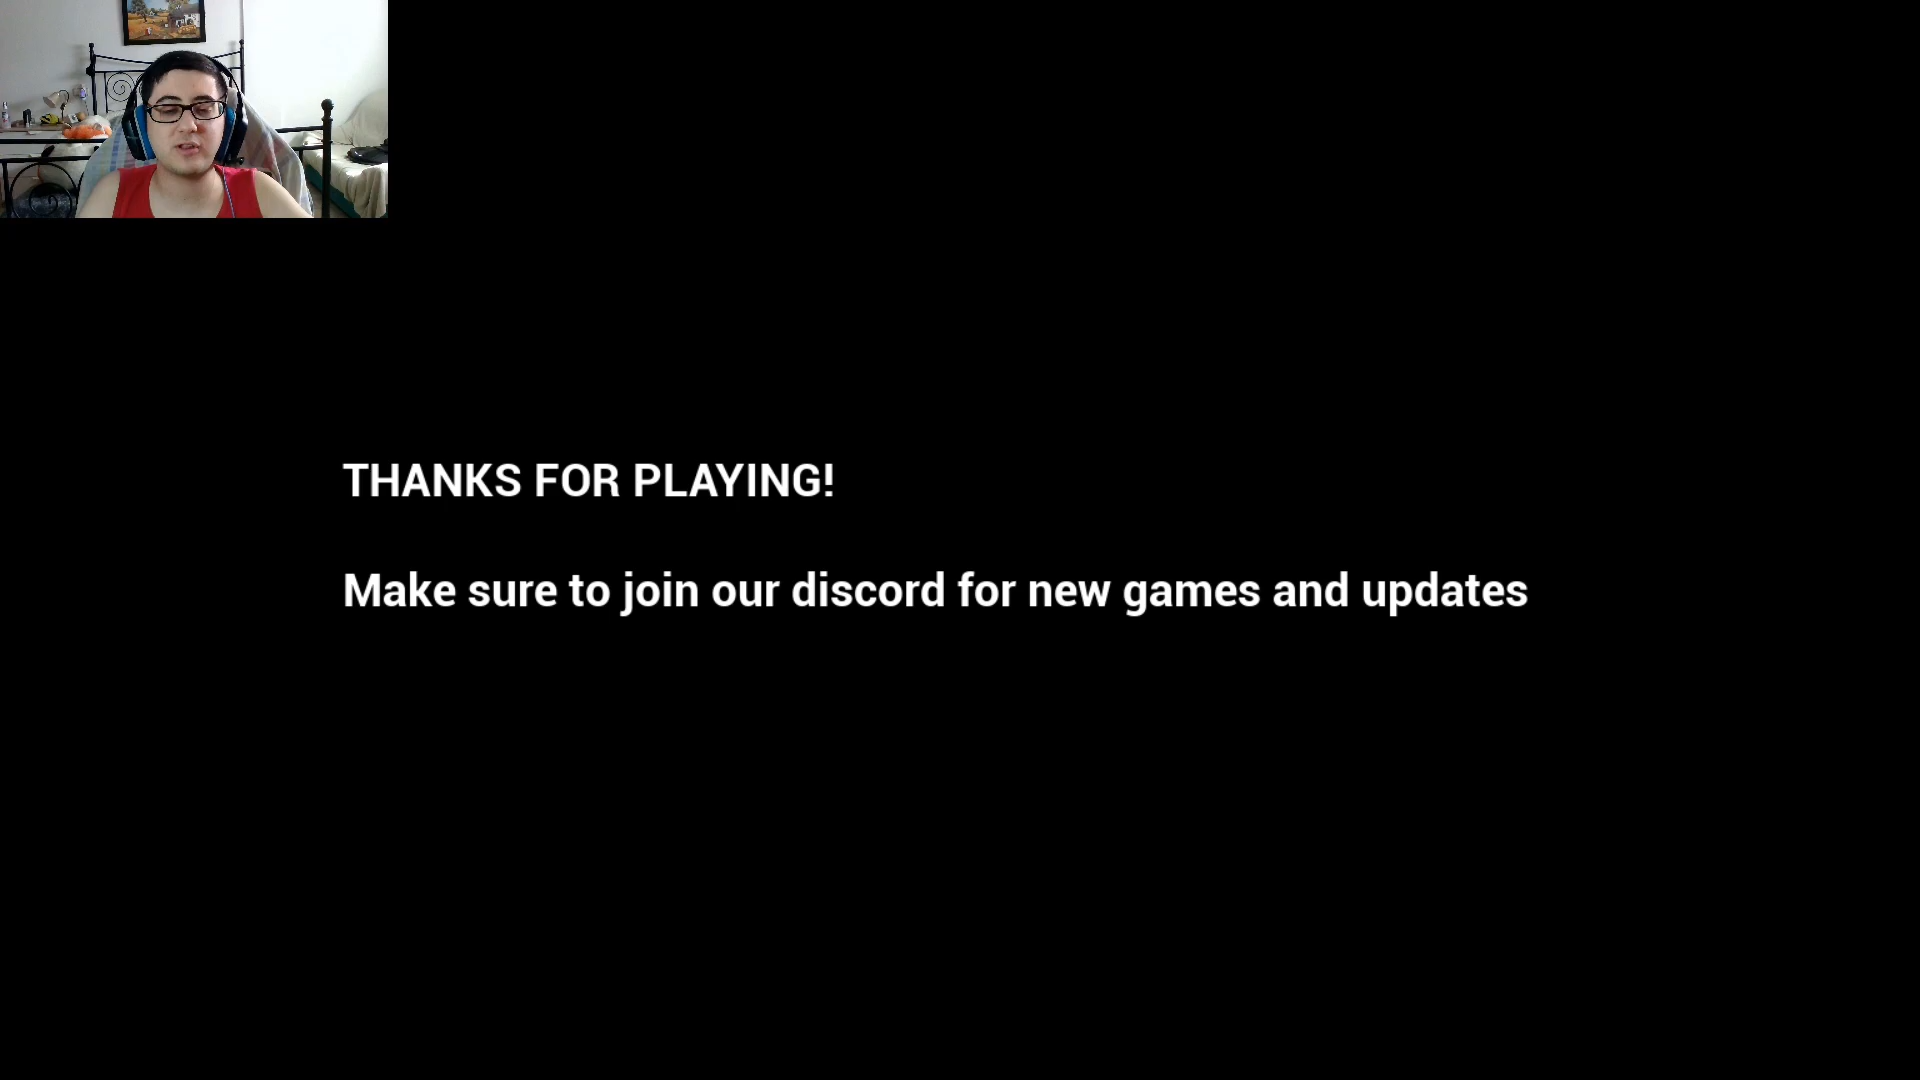 THANKS FOR PLAYING!
Make sure to join our discord for new games and updates